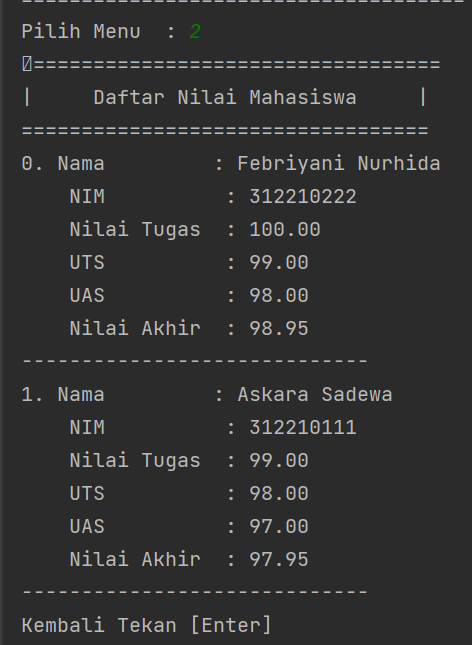 ==========================================
Pilih Menu  : 2
▯==================================
|     Daftar Nilai Mahasiswa     |
==================================
0. Nama         : Febriyani Nurhida
    NIM          : 312210222
    Nilai Tugas  : 100.00
    UTS          : 99.00
    UAS          : 98.00
    Nilai Akhir  : 98.95
-----------------------------
1. Nama         : Askara Sadewa
    NIM          : 312210111
    Nilai Tugas  : 99.00
    UTS          : 98.00
    UAS          : 97.00
    Nilai Akhir  : 97.95
-----------------------------
Kembali Tekan [Enter]